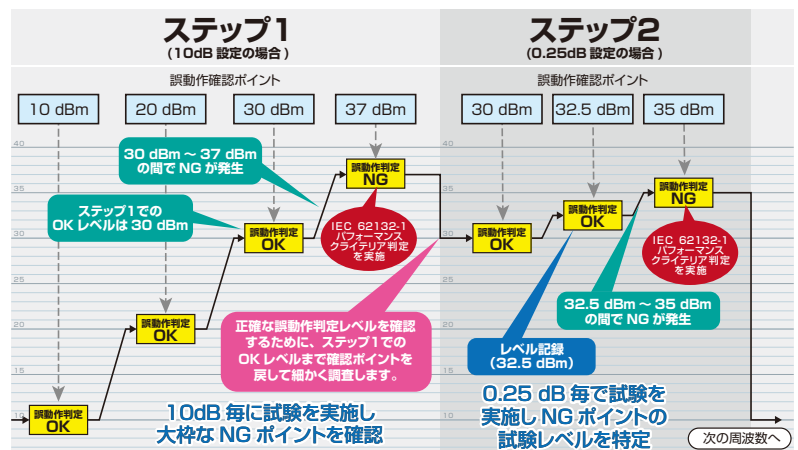 ステップ1
(10dB 設定の場合)
誤動作確認ポイント
10 dBm
20 dBm
30 dBm
37 dBm
ステップ2
(0.25dB 設定の場合)
誤動作確認ポイント
30 dBm
32.5 dBm
35 dBm
40
35
30
25
20
15
10
40
35
30
25
20
15
10
30 dBm ~ 37 dBm
の間で NG が発生
ステップ1での
OK レベルは 30 dBm
誤動作判定
OK
誤動作判定
OK
誤動作判定
OK
誤動作判定
NG
IEC 62132-1
パフォーマンス
クライテリア判定
を実施
正確な誤動作判定レベルを確認
するために、ステップ1での
OK レベルまで確認ポイントを
戻して細かく調査します。
10dB 毎に試験を実施し
大枠な NG ポイントを確認
誤動作判定
OK
誤動作判定
OK
誤動作判定
NG
IEC 62132-1
パフォーマンス
クライテリア判定
を実施
32.5 dBm ~ 35 dBm
の間で NG が発生
レベル記録
(32.5 dBm)
0.25 dB 毎で試験を
実施し NG ポイントの
試験レベルを特定
次の周波数へ